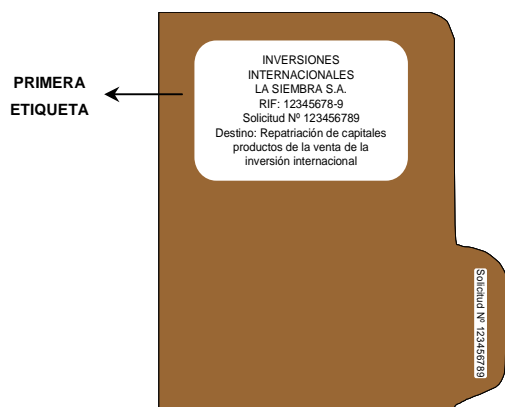 PRIMERA
ETIQUETA
INVERSIONES
INTERNACIONALES
LA SIEMBRA S.A.
RIF: 12345678-9
Solicitud Nº 123456789
Destino: Repatriación de capitales
productos de la venta de la
inversión internacional
Solicitud Nº 123456789